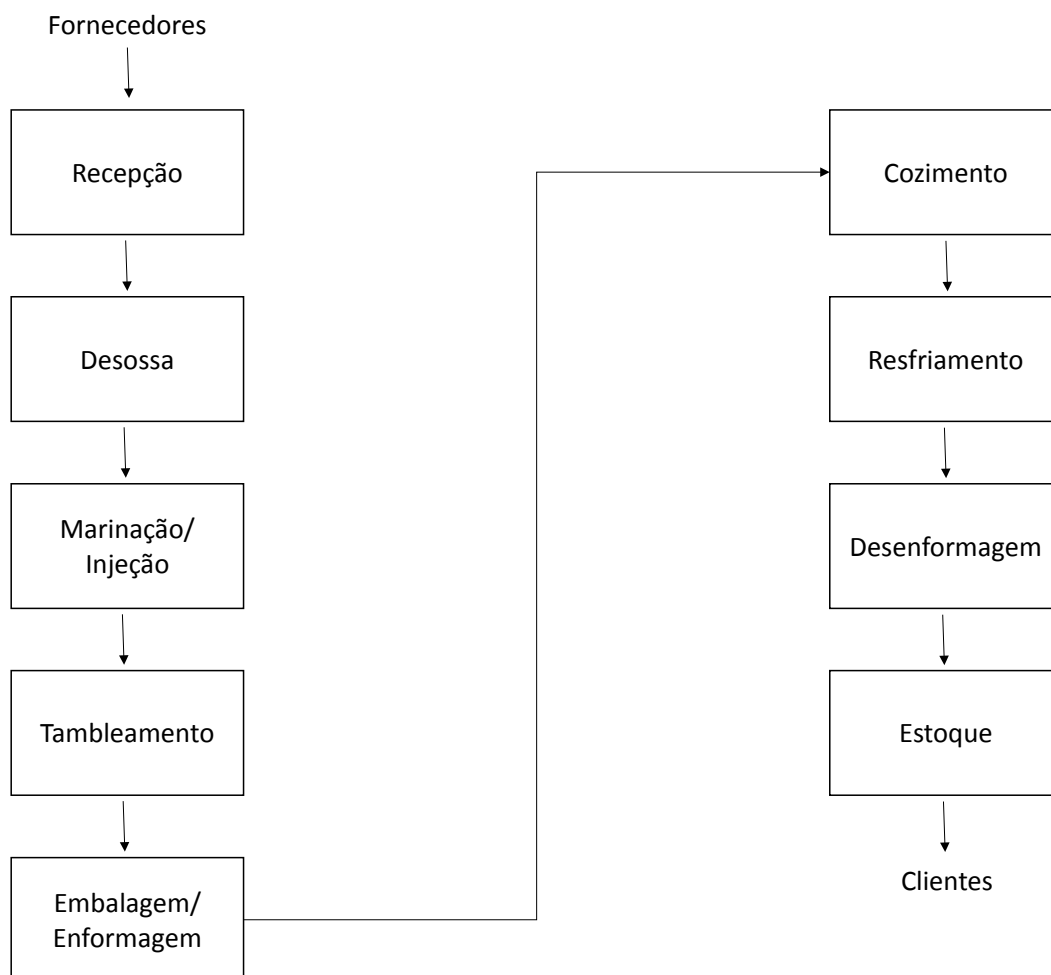 Fornecedores
Recepção
Desossa
Marinação/
Injeção
Tambleamento
Embalagem/
Enformagem
Cozimento
Resfriamento
Desenformagem
Estoque
Clientes